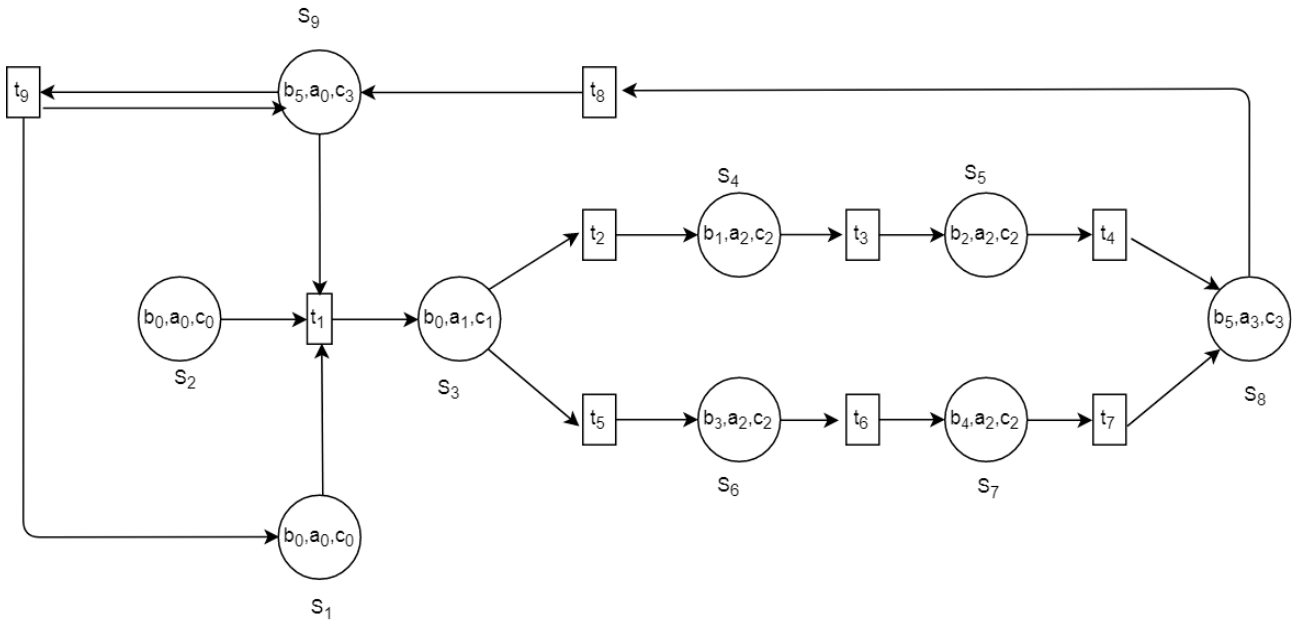 S₉
t₉
b₅,a₀,c₃
t₈
S₄
S₅
t₂
b₁,a₂,c₂
t₃
b₂,a₂,c₂
t₄
b₀,a₀,c₀
t₁
b₀,a₁,c₁
b₅,a₃,c₃
S₂
S₃
S₈
t₅
b₃,a₂,c₂
t₆
b₄,a₂,c₂
t₇
S₆
S₇
b₀,a₀,c₀
S₁